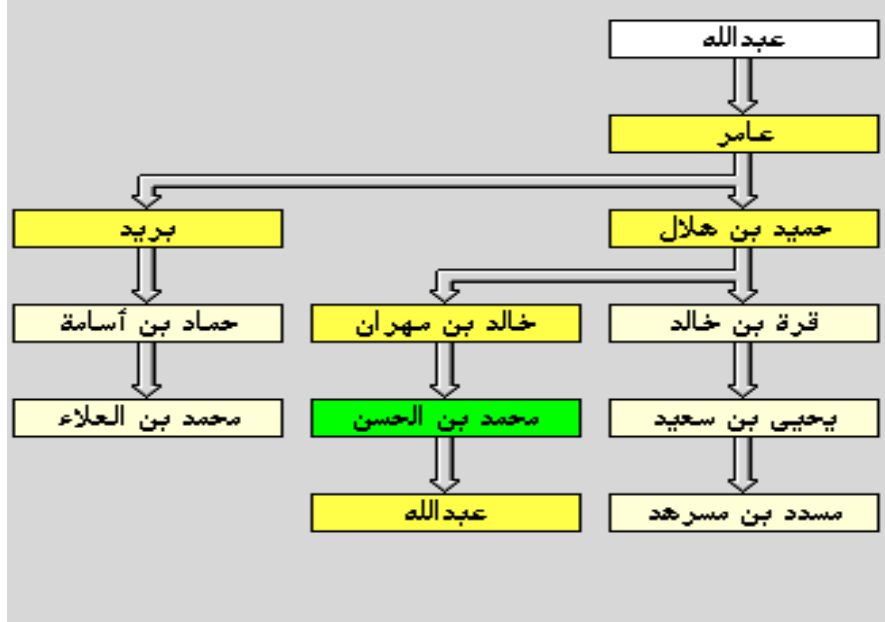 عبدالله
عامر
حميد بن هلال
بريد
قرة بن خالد
خالد بن مهران
حماد بن أسامة
يحيى بن سعيد
محمد بن الحسن
محمد بن العلاء
مسدد بن مسرهد
عبدالله